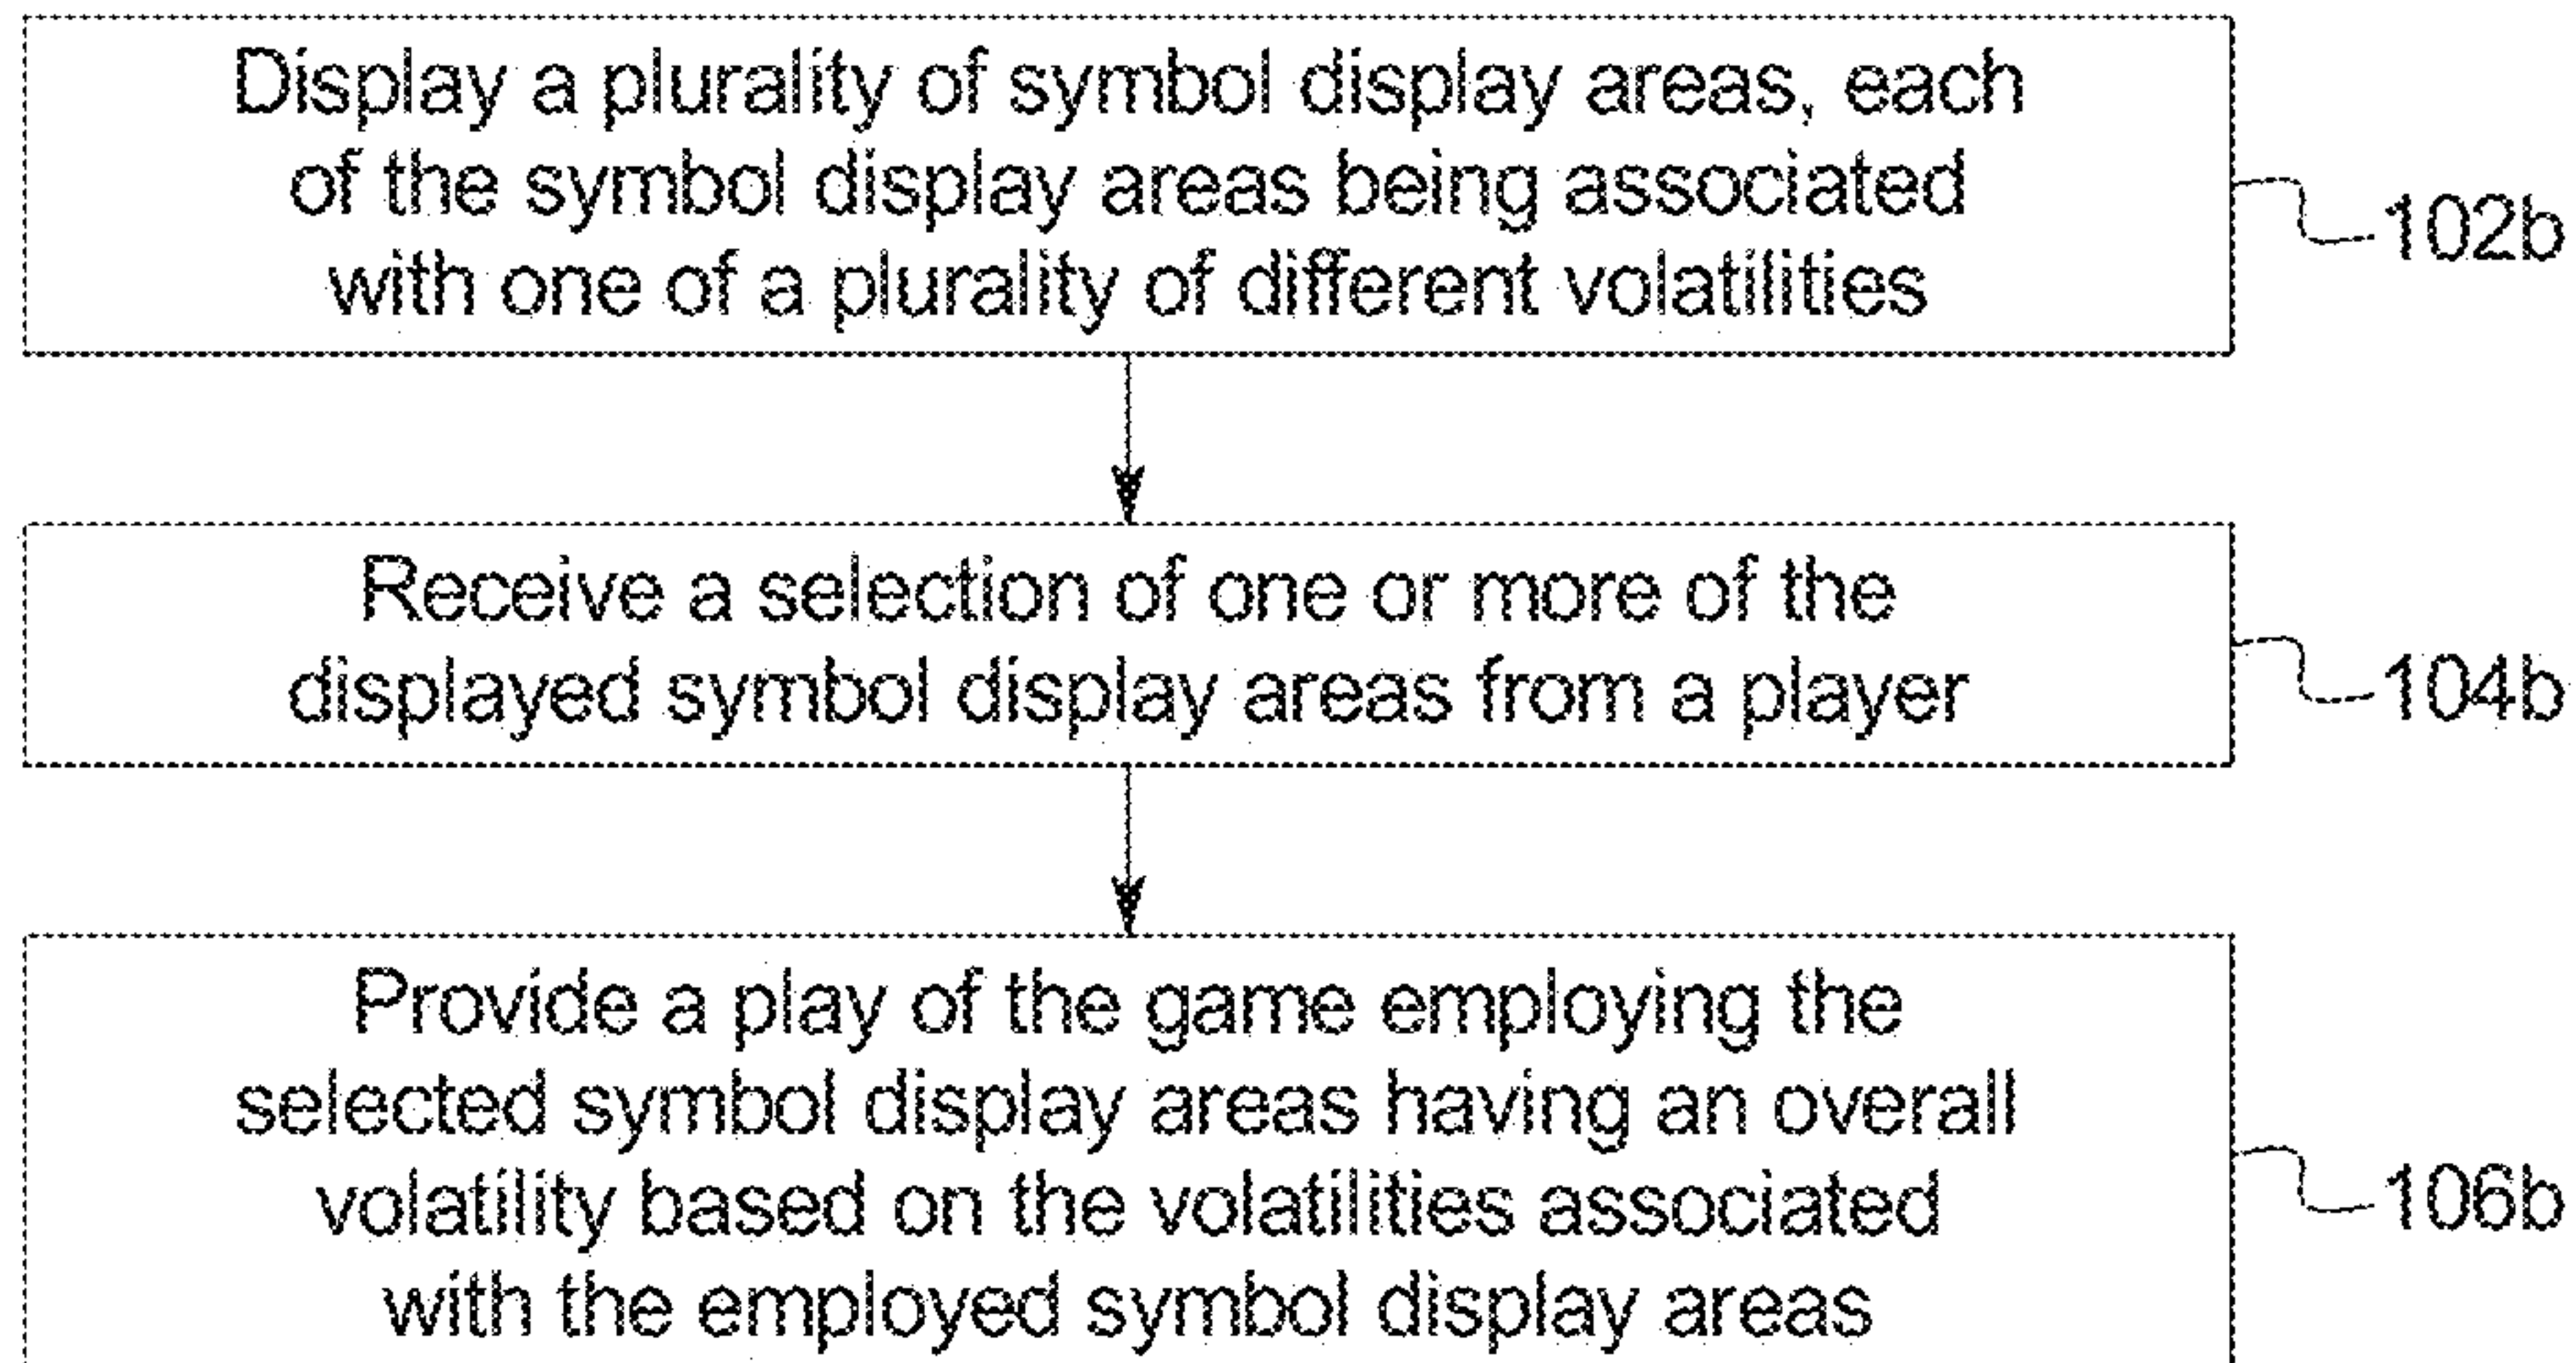 Display a plurality of symbol display areas, each
of the symbol display areas being associated
with one of a plurality of different volatilities
102b
Receive a selection of one or more of the
displayed symbol display areas from a player
104b
Provide a play of the game employing the
selected symbol display areas having an overall
volatility based on the volatilities associated
with the employed symbol display areas
106b